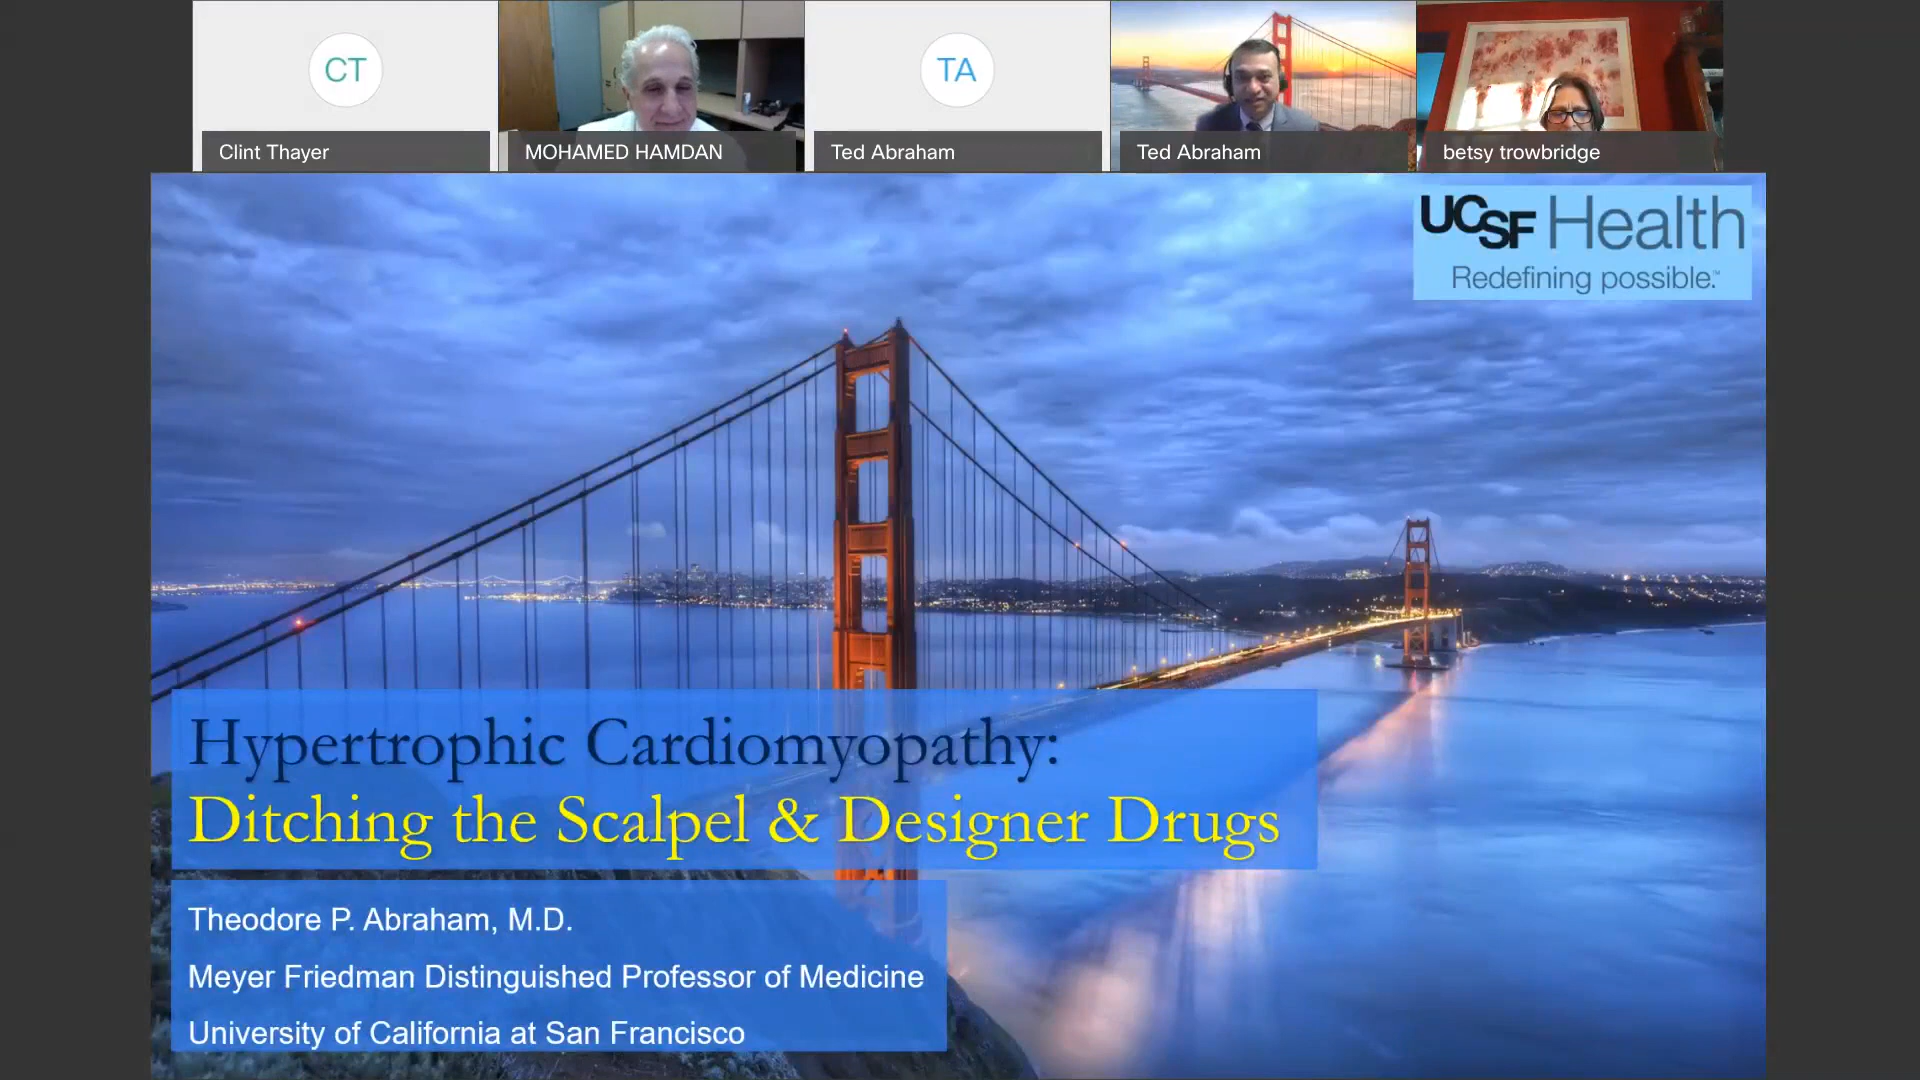 CT
TA
Clint Thayer
MOHAMED HAMDAN
Ted Abraham
Ted Abraham
betsy trowbridge
UCSF Health
Redefining possible.™
Hypertrophic Cardiomyopathy:
Ditching the Scalpel & Designer Drugs
Theodore P. Abraham, M.D.
Meyer Friedman Distinguished Professor of Medicine
University of California at San Francisco